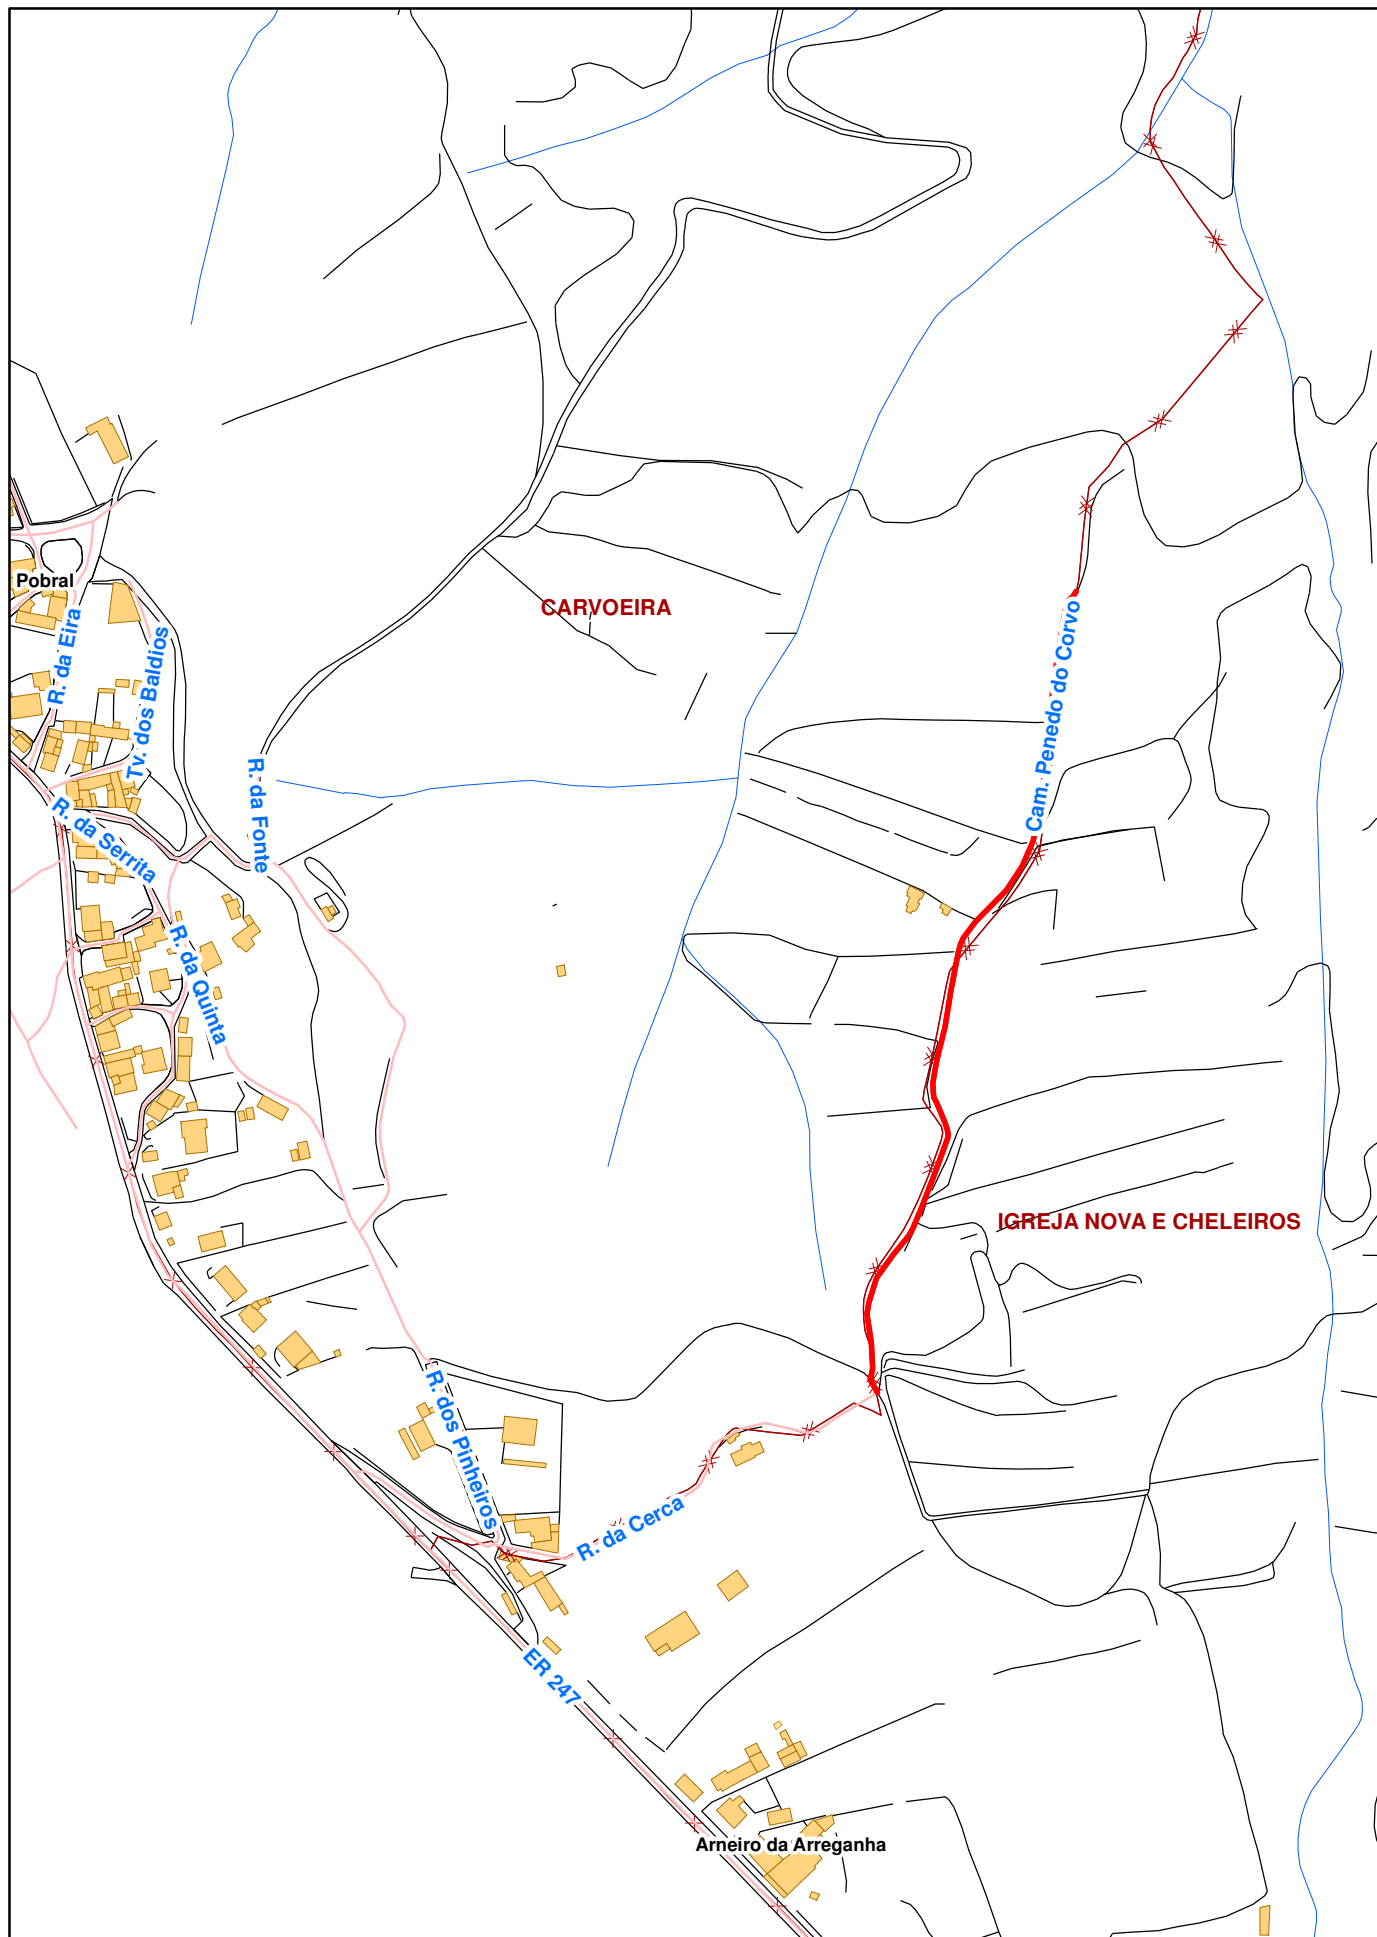 Pobral
CARVOEIRA
R. da Eira
Tv. dos Baldios
Cam. Penedo do Corvo
R. da Fonte
R. da Serrita
R. da Quinta
IGREJA NOVA E CHELEIROS
R. dos Pinheiros
R. da Cerca
ER 247
Arneiro da Arreganha